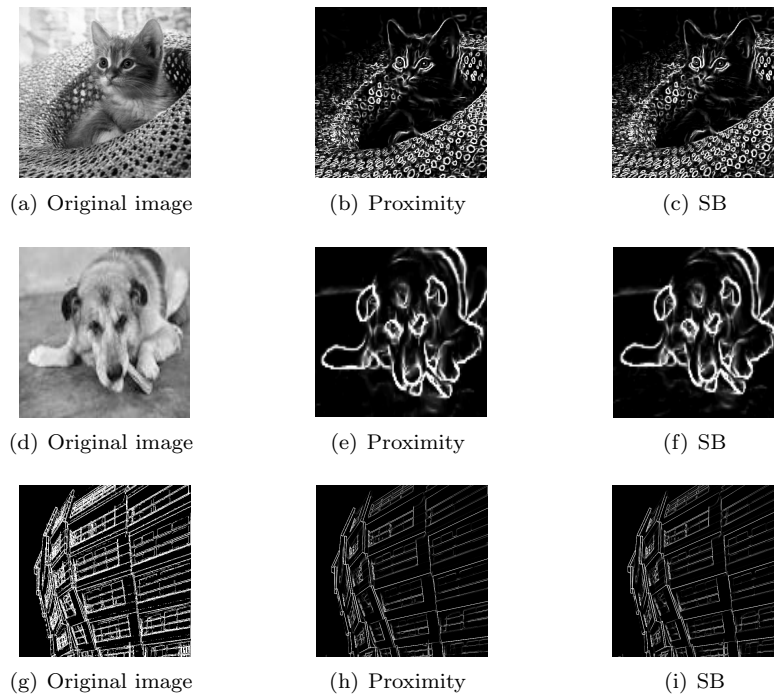 (a) Original image
(b) Proximity
(c) SB
(d) Original image
(e) Proximity
(f) SB
(g) Original image
(h) Proximity
(i) SB